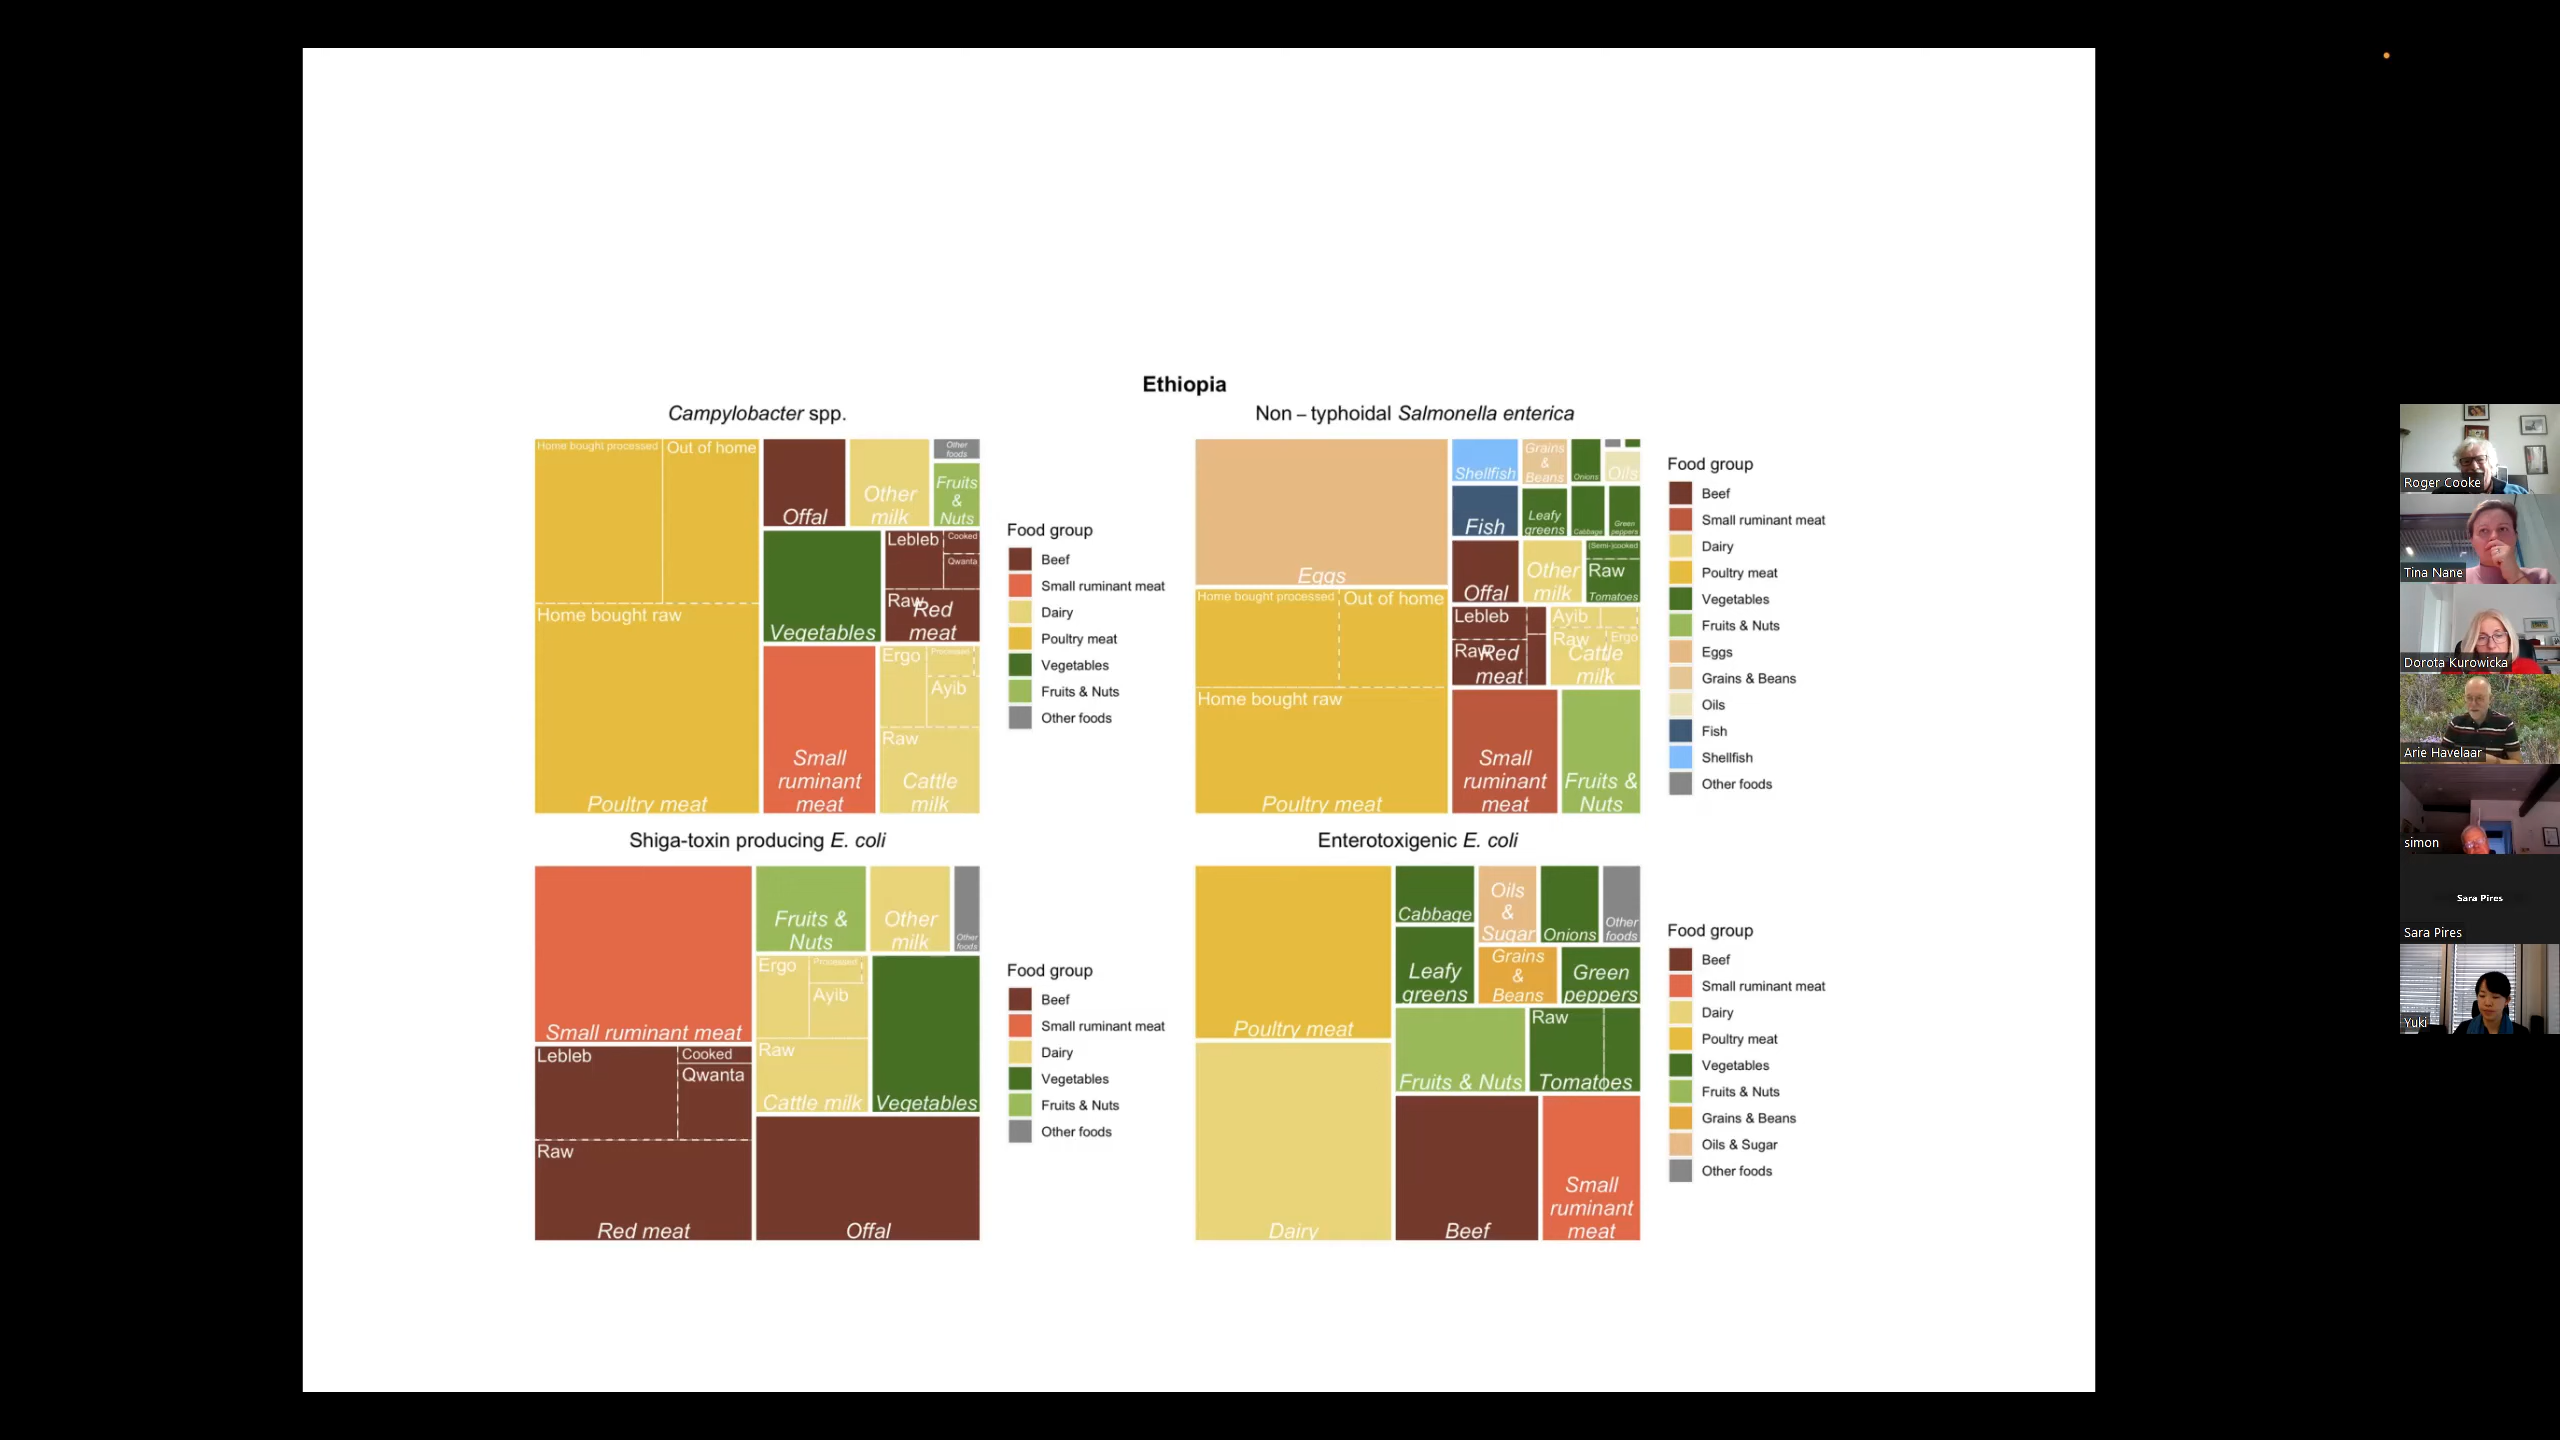 Ethiopia
Campylobacter spp.
Home bought processed
Out of home
Home bought raw
Poultry meat
Offal
Other
milk
Other
foods
Fruits
&
Nuts
Vegetables
Lebleb
Cooked
Qwanta
Raw
Red
meat
Small
ruminant
meat
Ergo
Processed
Ayib
Raw
Cattle
milk
Food group
Beef
Small ruminant meat
Dairy
Poultry meat
Vegetables
Fruits & Nuts
Other foods
Non – typhoidal Salmonella enterica
Eggs
Home bought processed
Out of home
Home bought raw
Poultry meat
Shellfish
Grains
&
Beans
Onions
Oils
Fish
Leafy
greens
Cabbage
Green
peppers
Offal
Other
milk
(Semi-)cooked
Raw
Tomatoes
Lebleb
Raw
Red
meat
Ayib
Raw
Ergo
Cattle
milk
Small
ruminant
meat
Fruits &
Nuts
Food group
Beef
Small ruminant meat
Dairy
Poultry meat
Vegetables
Fruits & Nuts
Eggs
Grains & Beans
Oils
Fish
Shellfish
Other foods
Shiga-toxin producing E. coli
Small ruminant meat
Lebleb
Cooked
Qwanta
Raw
Red meat
Fruits &
Nuts
Other
milk
Other
foods
Ergo
Processed
Ayib
Raw
Cattle milk
Vegetables
Offal
Food group
Beef
Small ruminant meat
Dairy
Vegetables
Fruits & Nuts
Other foods
Enterotoxigenic E. coli
Poultry meat
Dairy
Cabbage
Oils
&
Sugar
Onions
Other
foods
Leafy
greens
Grains
&
Beans
Green
peppers
Fruits & Nuts
Raw
Tomatoes
Beef
Small
ruminant
meat
Food group
Beef
Small ruminant meat
Dairy
Poultry meat
Vegetables
Fruits & Nuts
Grains & Beans
Oils & Sugar
Other foods
Roger Cooke
Tina Nane
Dorota Kurowicka
Arie Havelaar
simon
Sara Pires
Sara Pires
Yuki